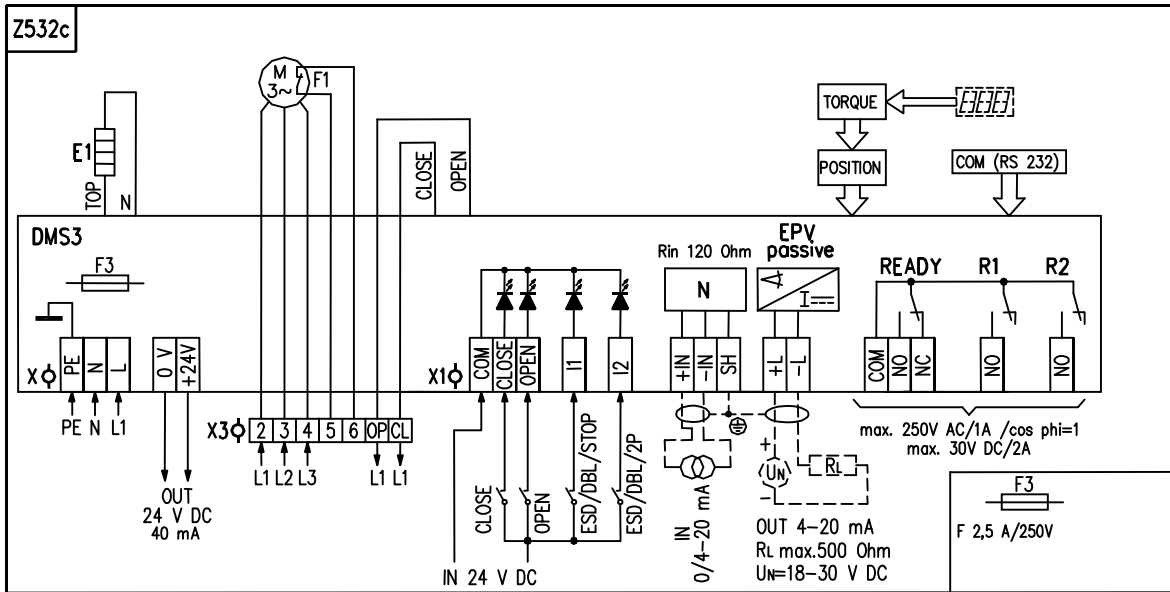 Z532c
M
3~
F1
E1
TOP
N
CLOSE
OPEN
TORQUE
POSITION
COM (RS 232)
DMS3
F3
Rin 120 Ohm
N
EPV
passive
I
READY
R1
R2
X
PE
N
L
0 V
+24V
X1
COM
CLOSE
OPEN
I1
I2
+IN
-IN
SH
+L
-L
COM
NO
NC
NO
NO
PE N L1
X3
2 3 4 5 6 OP CL
L1 L2 L3
L1 L1
OUT
24 V DC
40 mA
CLOSE
OPEN
ESD/DBL/STOP
ESD/DBL/2P
IN 24 V DC
IN
0/4-20 mA
+
UN
-
RL
OUT 4-20 mA
RL max.500 Ohm
UN=18-30 V DC
max. 250V AC/1A /cos phi=1
max. 30V DC/2A
F3
F 2,5 A/250V